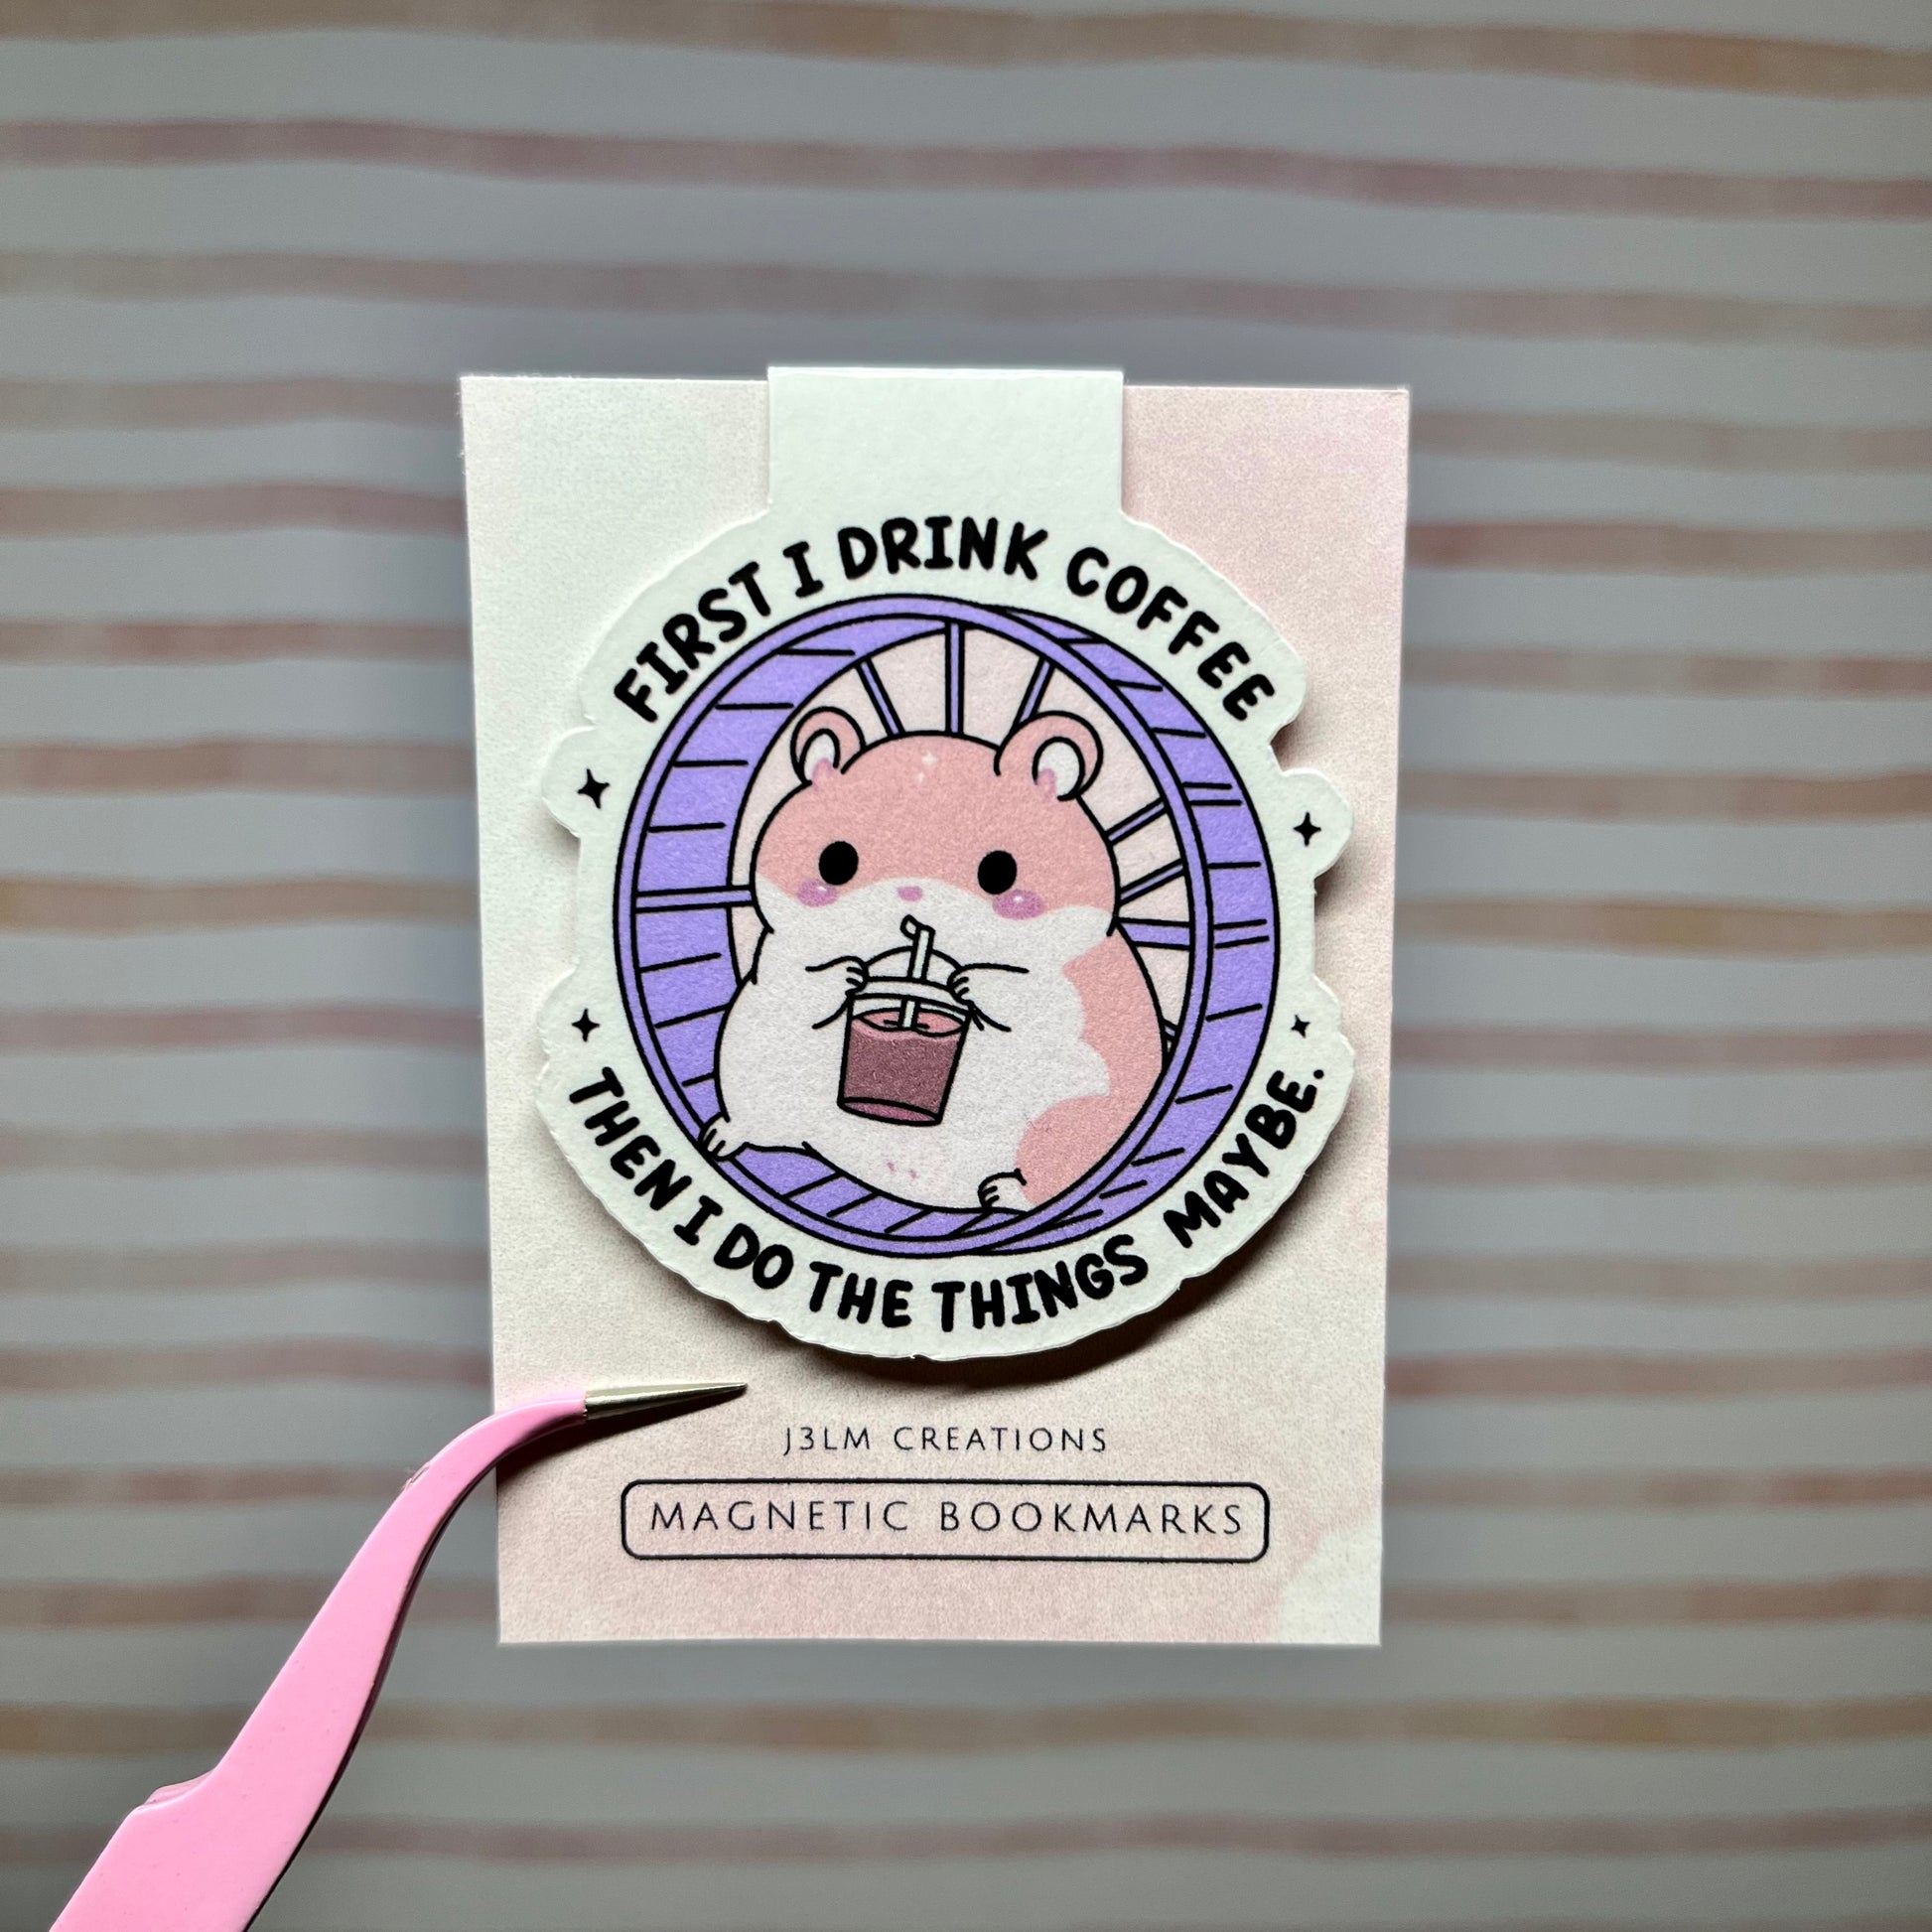 FIRST I DRINK COFFEE
THEN I DO THE THINGS MAYBE.
J3LM CREATIONS
MAGNETIC BOOKMARKS